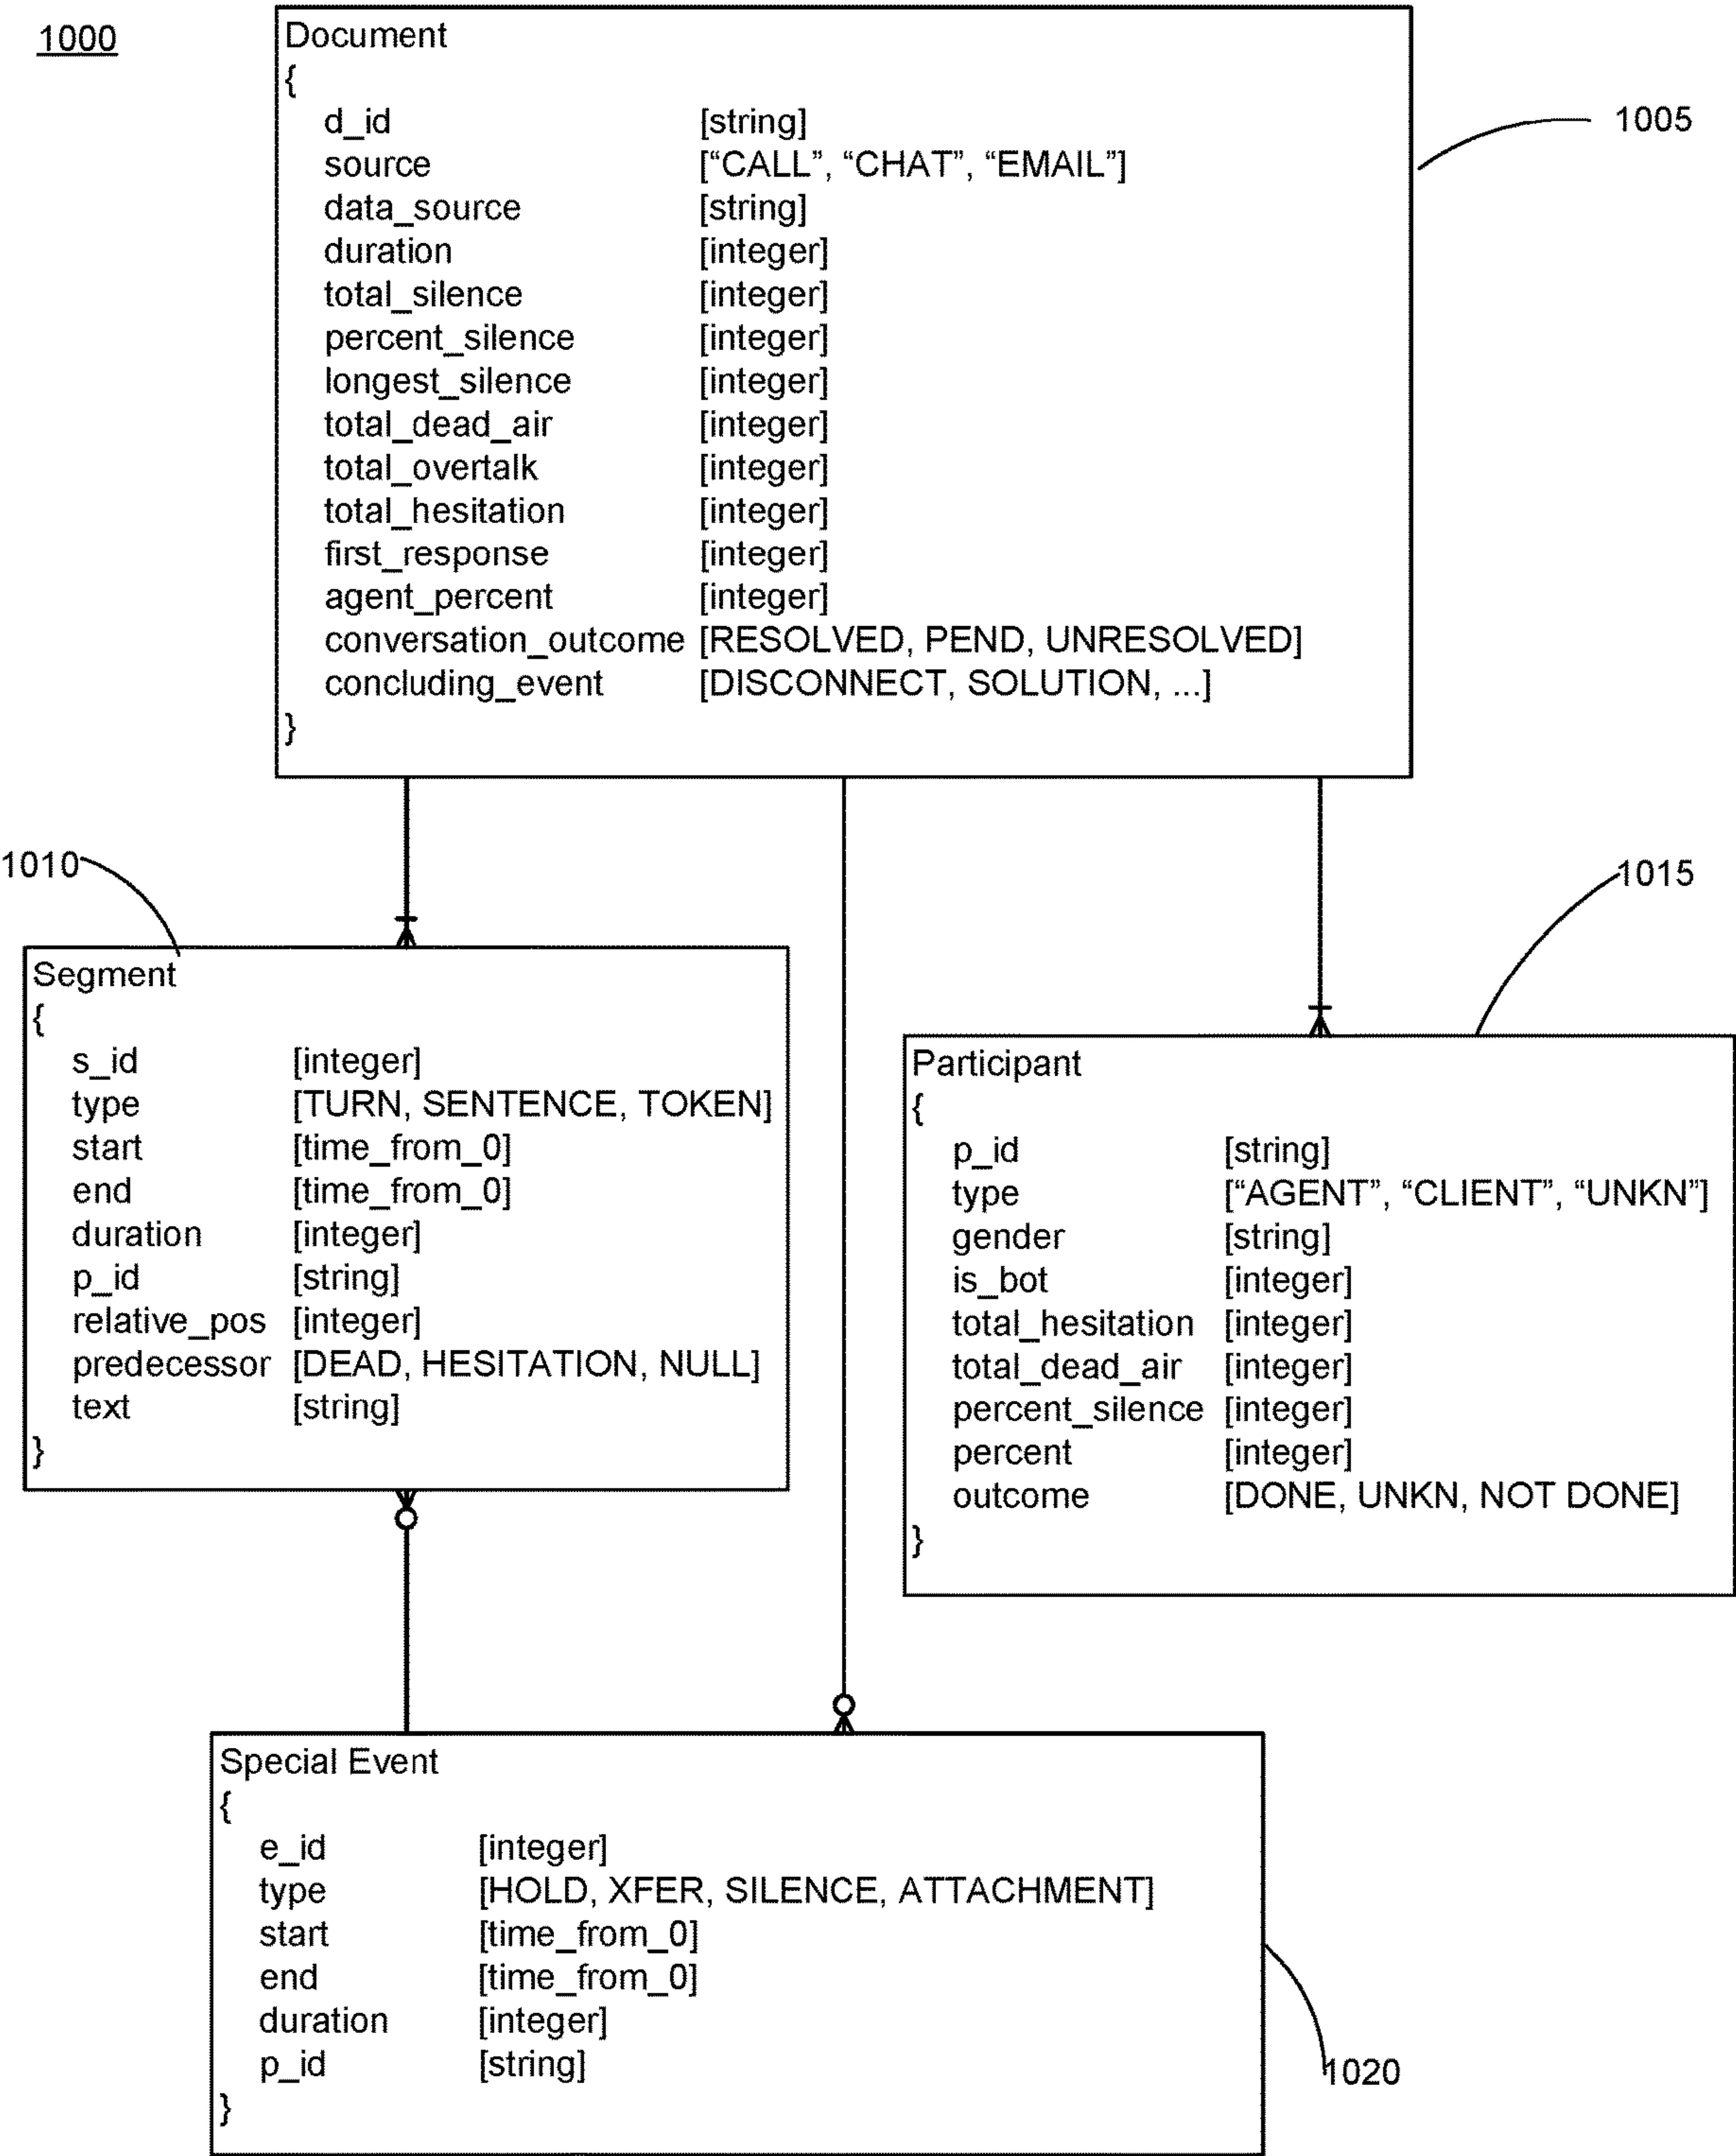 1000
Document
{
d_id [string]
source [“CALL”, “CHAT”, “EMAIL”]
data_source [string]
duration [integer]
total_silence [integer]
percent_silence [integer]
longest_silence [integer]
total_dead_air [integer]
total_overtalk [integer]
total_hesitation [integer]
first_response [integer]
agent_percent [integer]
conversation_outcome [RESOLVED, PEND, UNRESOLVED]
concluding_event [DISCONNECT, SOLUTION, ...]
}
1005
1010
Segment
{
s_id [integer]
type [TURN, SENTENCE, TOKEN]
start [time_from_0]
end [time_from_0]
duration [integer]
p_id [string]
relative_pos [integer]
predecessor [DEAD, HESITATION, NULL]
text [string]
}
1015
Participant
{
p_id [string]
type [“AGENT”, “CLIENT”, “UNKN”]
gender [string]
is_bot [integer]
total_hesitation [integer]
total_dead_air [integer]
percent_silence [integer]
percent [integer]
outcome [DONE, UNKN, NOT DONE]
}
Special Event
{
e_id [integer]
type [HOLD, XFER, SILENCE, ATTACHMENT]
start [time_from_0]
end [time_from_0]
duration [integer]
p_id [string]
}
1020